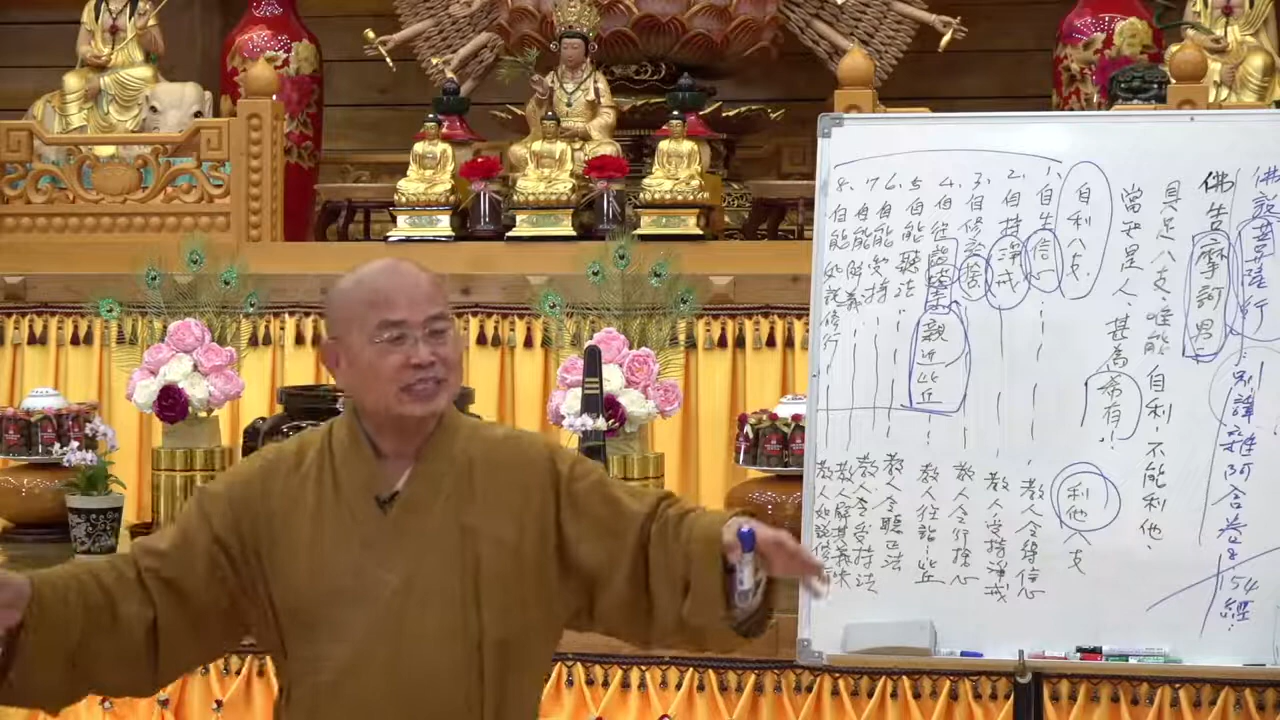 佛說菩薩行:別譯雜阿含卷8 154經:
佛告摩訶男
具足八支,唯能自利,不能利他、
當我是人,甚為希有!
自利八支
利他八支
1、自生信心
教人令得信心
2、自持淨戒
教人受持淨戒
3、自修
教人令行捨心
4、自往詣
親近比丘
教人往詣比丘
5、自能聽法
教人令聽正法
6、自能受持
教人令受持法
7、自能解義
教人解其義味
8、自能如說修行
教人如說修行